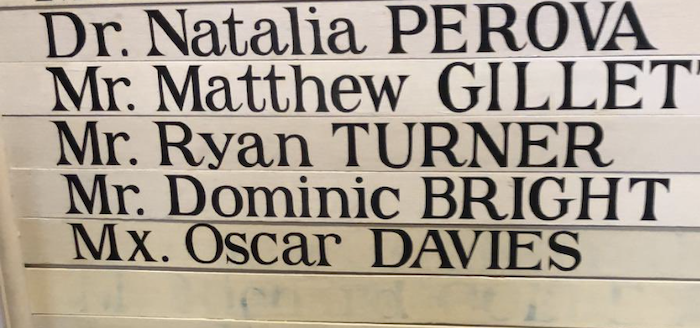 Dr. Natalia PEROVA
Mr. Matthew GILLET
Mr. Ryan TURNER
Mr. Dominic BRIGHT
Mx. Oscar DAVIES